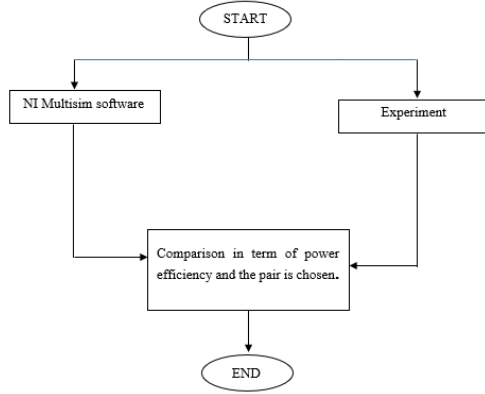 START
NI Multisim software
Experiment
Comparison in term of power
efficiency and the pair is chosen.
END